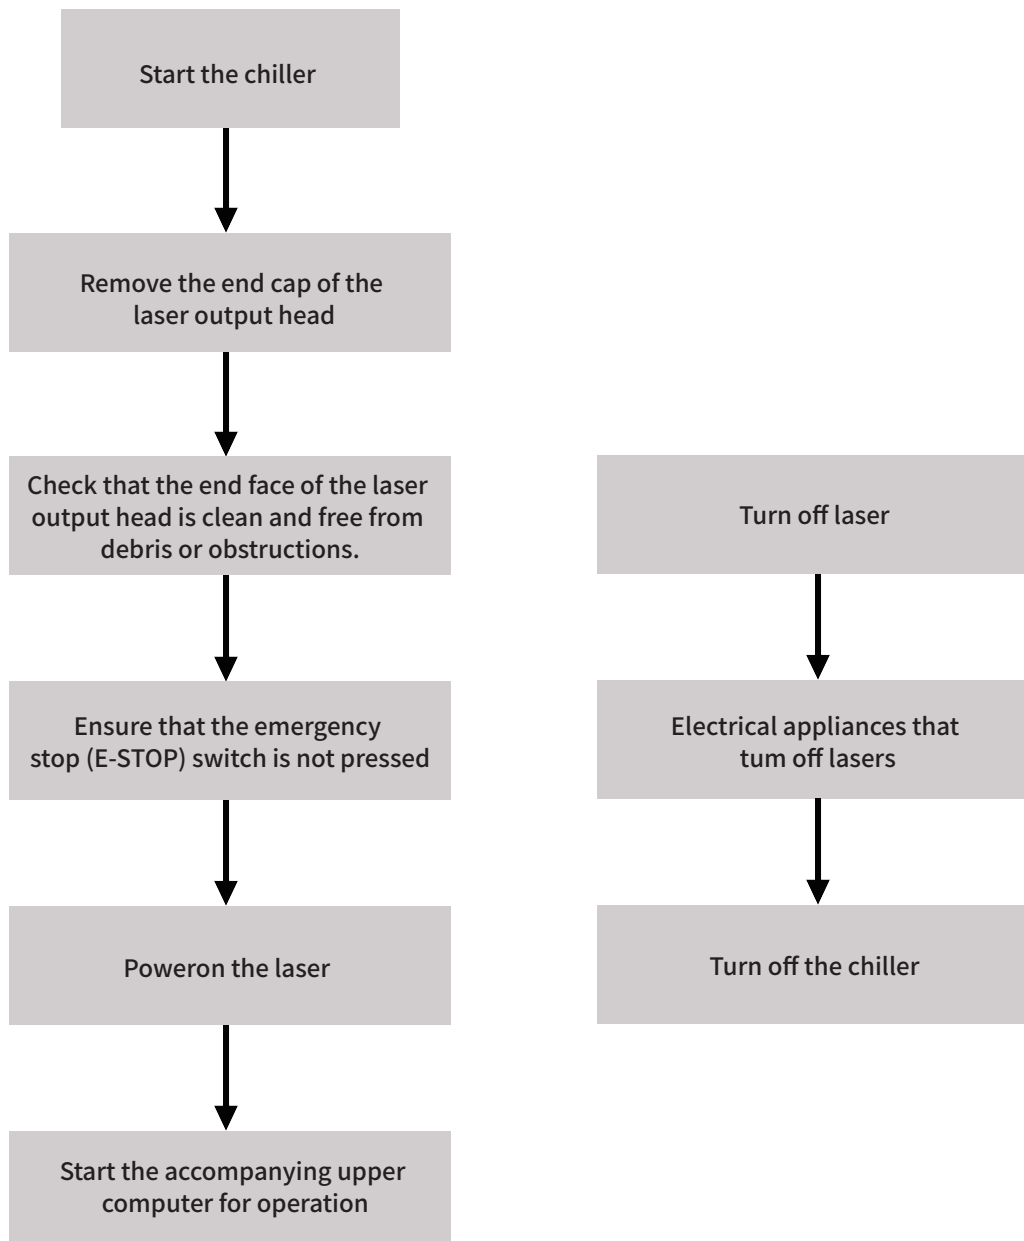 Start the chiller
Remove the end cap of the
laser output head
Check that the end face of the laser
output head is clean and free from
debris or obstructions.
Ensure that the emergency
stop (E-STOP) switch is not pressed
Poweron the laser
Start the accompanying upper
computer for operation
Turn off laser
Electrical appliances that
tum off lasers
Turn off the chiller